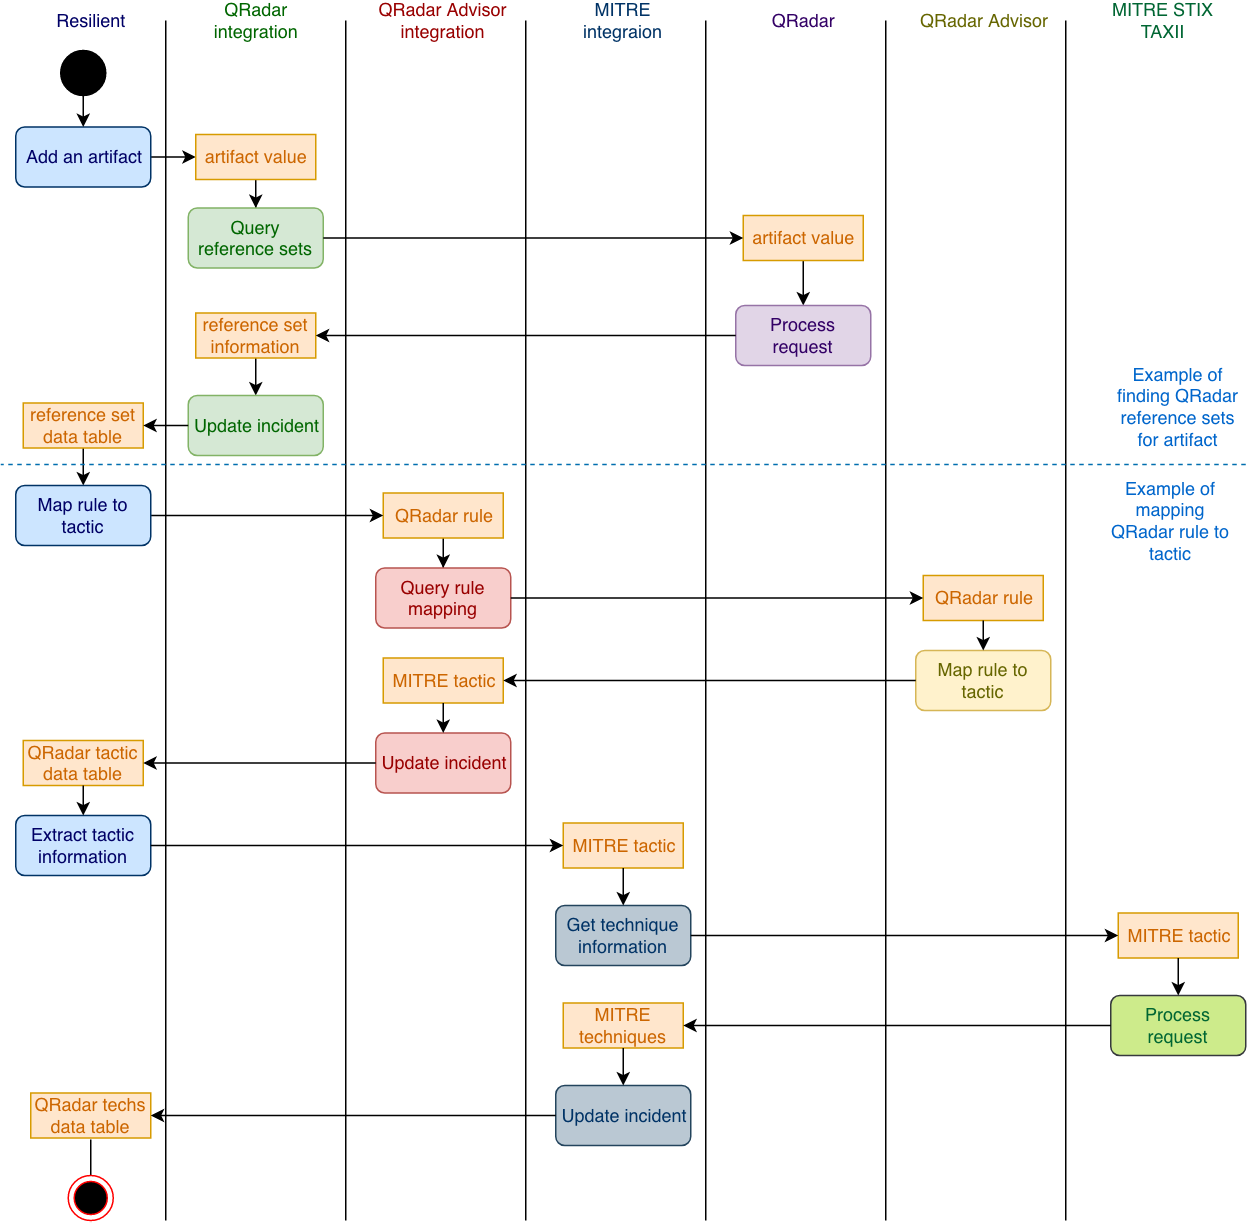 Resilient
QRadar
integration
QRadar Advisor
integration
MITRE
integraion
QRadar
QRadar Advisor
MITRE STIX
TAXII
Add an artifact
artifact value
Query
reference sets
artifact value
Process
request
reference set
information
Update incident
reference set
data table
Example of
finding QRadar
reference sets
for artifact
Example of
mapping
QRadar rule to
tactic
Map rule to
tactic
QRadar rule
Query rule
mapping
QRadar rule
Map rule to
tactic
MITRE tactic
Update incident
QRadar tactic
data table
Extract tactic
information
MITRE tactic
Get technique
information
MITRE tactic
Process
request
MITRE
techniques
Update incident
QRadar techs
data table